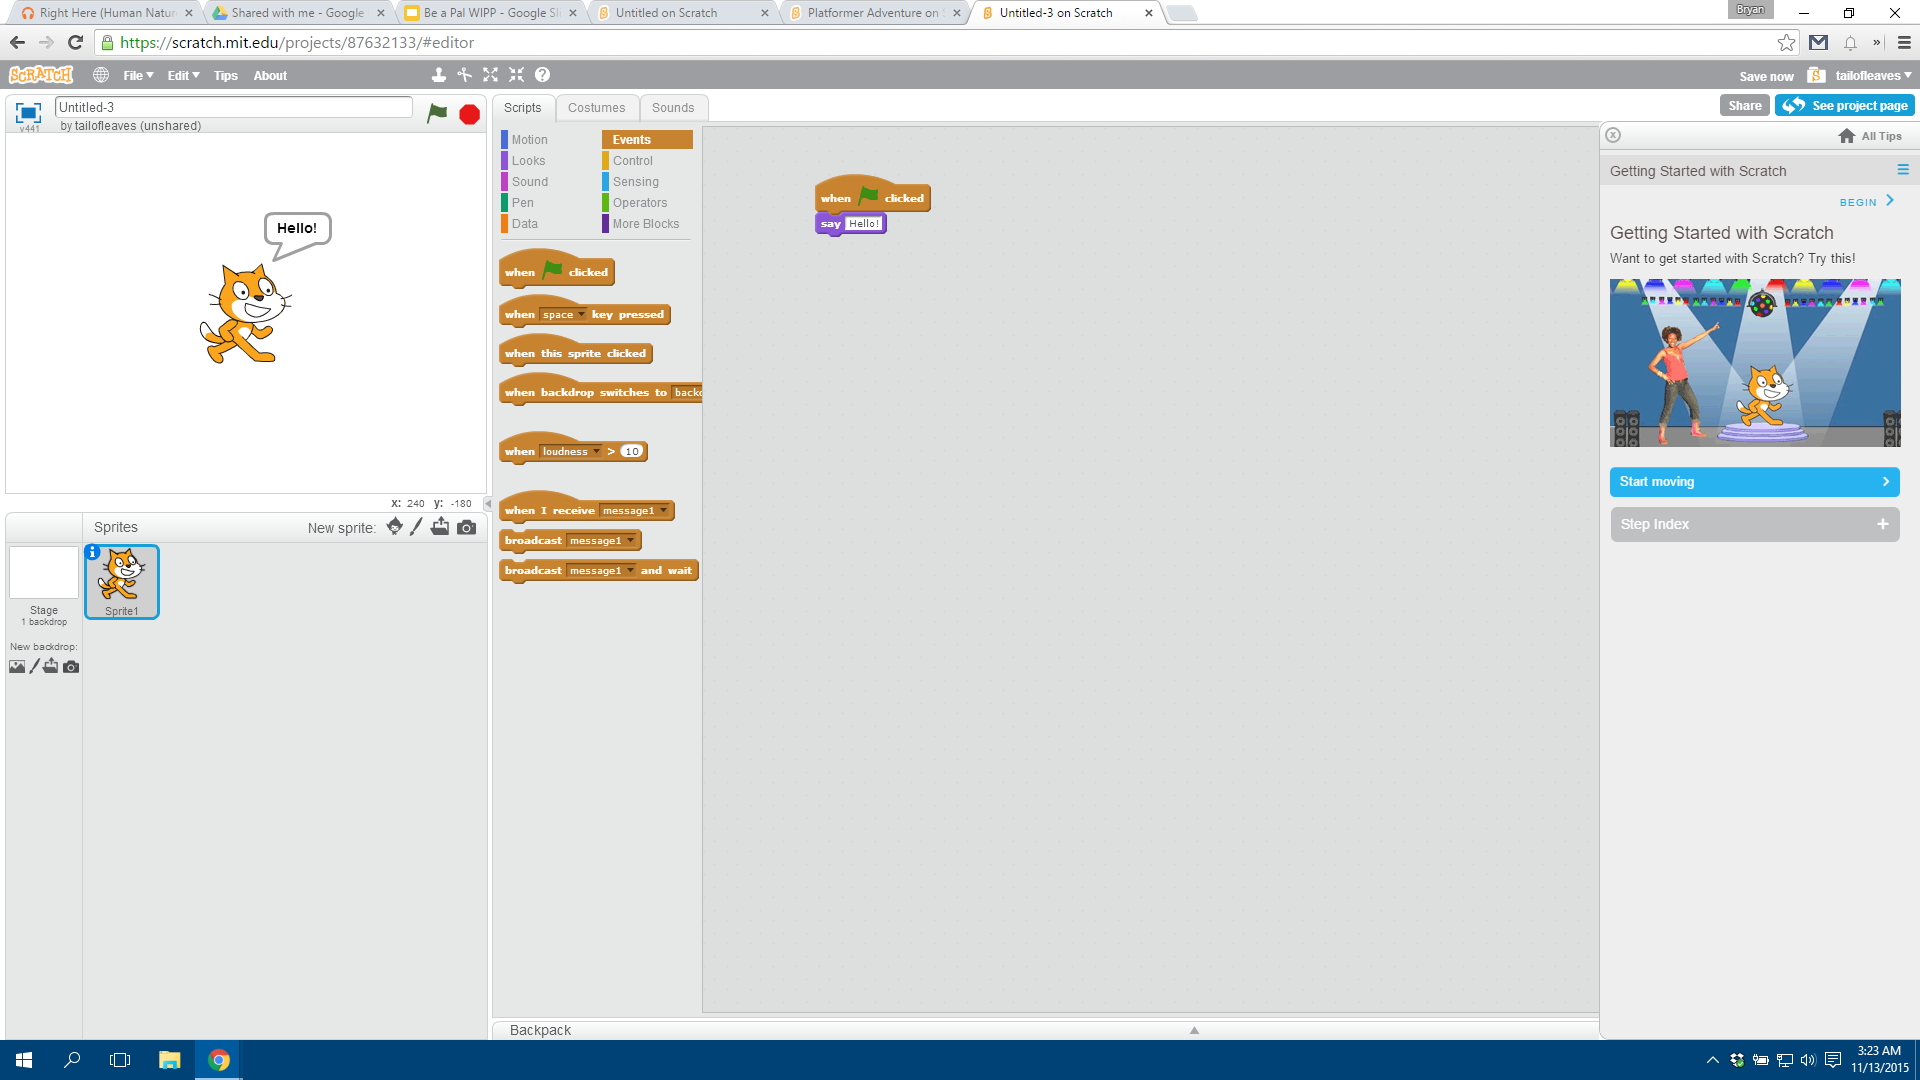 Right Here (Human Natur
Shared with me - Google
Be a Pal WIPP - Google Sli
Untitled on Scratch
Platformer Adventure on S
Untitled-3 on Scratch
Bryan
https://scratch.mit.edu/projects/87632133/#editor
SCRATCH
File
Edit
Tips
About
Save now
tailofleaves
Untitled-3
by tailofleaves (unshared)
v441
Scripts
Costumes
Sounds
Share
See project page
Motion
Looks
Sound
Pen
Data
Events
Control
Sensing
Operators
More Blocks
when clicked
when space key pressed
when this sprite clicked
when backdrop switches to backd
when loudness > 10
when I receive message1
broadcast message1
broadcast message1 and wait
when clicked
say Hello!
Hello!
x: 240 y: -180
Sprites
New sprite:
Sprite1
Stage
1 backdrop
New backdrop:
All Tips
Getting Started with Scratch
BEGIN
Getting Started with Scratch
Want to get started with Scratch? Try this!
Start moving
Step Index
Backpack
3:23 AM
11/13/2015